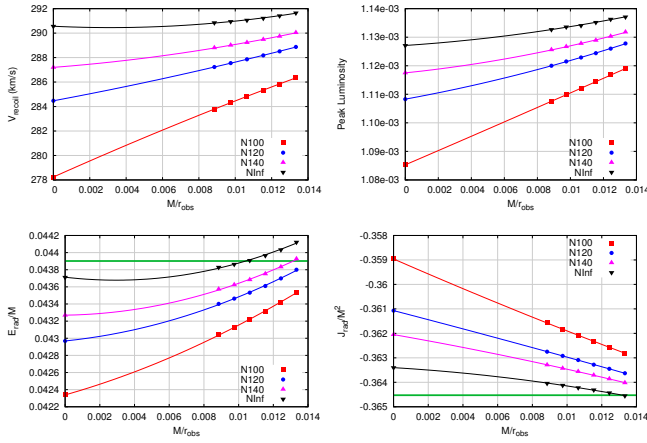 292
290
288
286
284
282
280
278
V_recoil (km/s)
0 0.002 0.004 0.006 0.008 0.01 0.012 0.014
M/r_obs
N100
N120
N140
NInf
1.14e-03
1.13e-03
1.12e-03
1.11e-03
1.10e-03
1.09e-03
1.08e-03
Peak Luminosity
0 0.002 0.004 0.006 0.008 0.01 0.012 0.014
M/r_obs
N100
N120
N140
NInf
0.0442
0.044
0.0438
0.0436
0.0434
0.0432
0.043
0.0428
0.0426
0.0424
0.0422
E_rad/M
0 0.002 0.004 0.006 0.008 0.01 0.012 0.014
M/r_obs
N100
N120
N140
NInf
-0.359
-0.36
-0.361
-0.362
-0.363
-0.364
-0.365
J_rad/M²
0 0.002 0.004 0.006 0.008 0.01 0.012 0.014
M/r_obs
N100
N120
N140
NInf